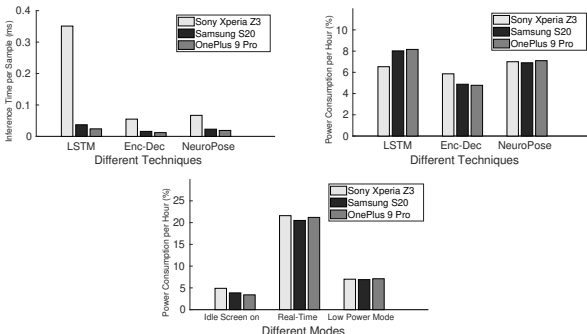 Inference Time per Sample (ms)
0.4
0.3
0.2
0.1
0
Sony Xperia Z3
Samsung S20
OnePlus 9 Pro
LSTM Enc-Dec NeuroPose
Different Techniques
Power Consumption per Hour (%)
10
8
6
4
2
0
Sony Xperia Z3
Samsung S20
OnePlus 9 Pro
LSTM Enc-Dec NeuroPose
Different Techniques
Power Consumption per Hour (%)
25
20
15
10
5
0
Sony Xperia Z3
Samsung S20
OnePlus 9 Pro
Idle Screen on Real-Time Low Power Mode
Different Modes